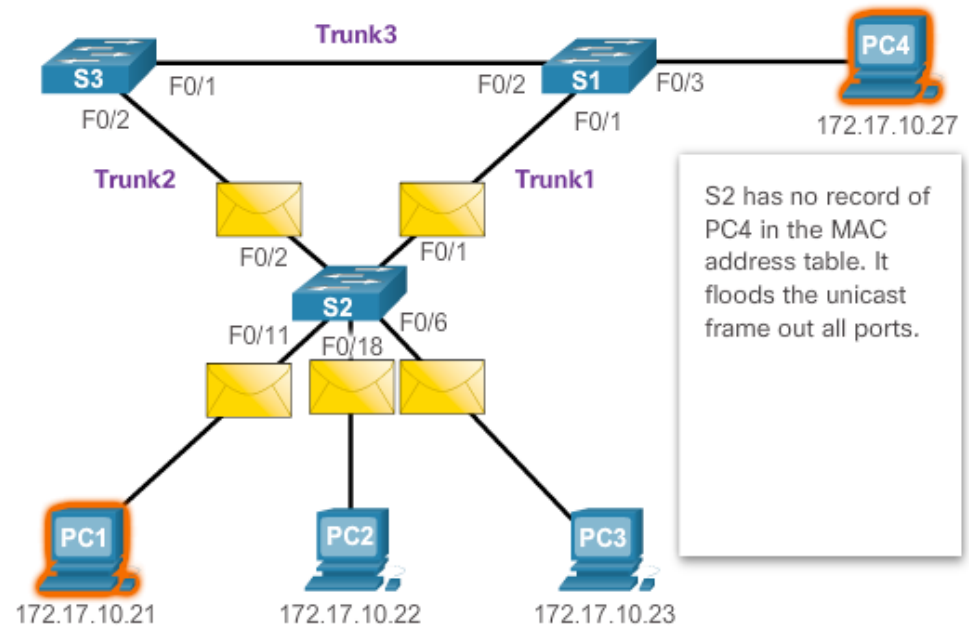 Trunk3
PC4
S3
F0/1
F0/2
S1
F0/3
F0/2
F0/1
172.17.10.27
Trunk2
Trunk1
S2 has no record of
PC4 in the MAC
address table. It
floods the unicast
frame out all ports.
F0/2
F0/1
S2
F0/11
F0/18
F0/6
PC1
PC2
PC3
172.17.10.21
172.17.10.22
172.17.10.23